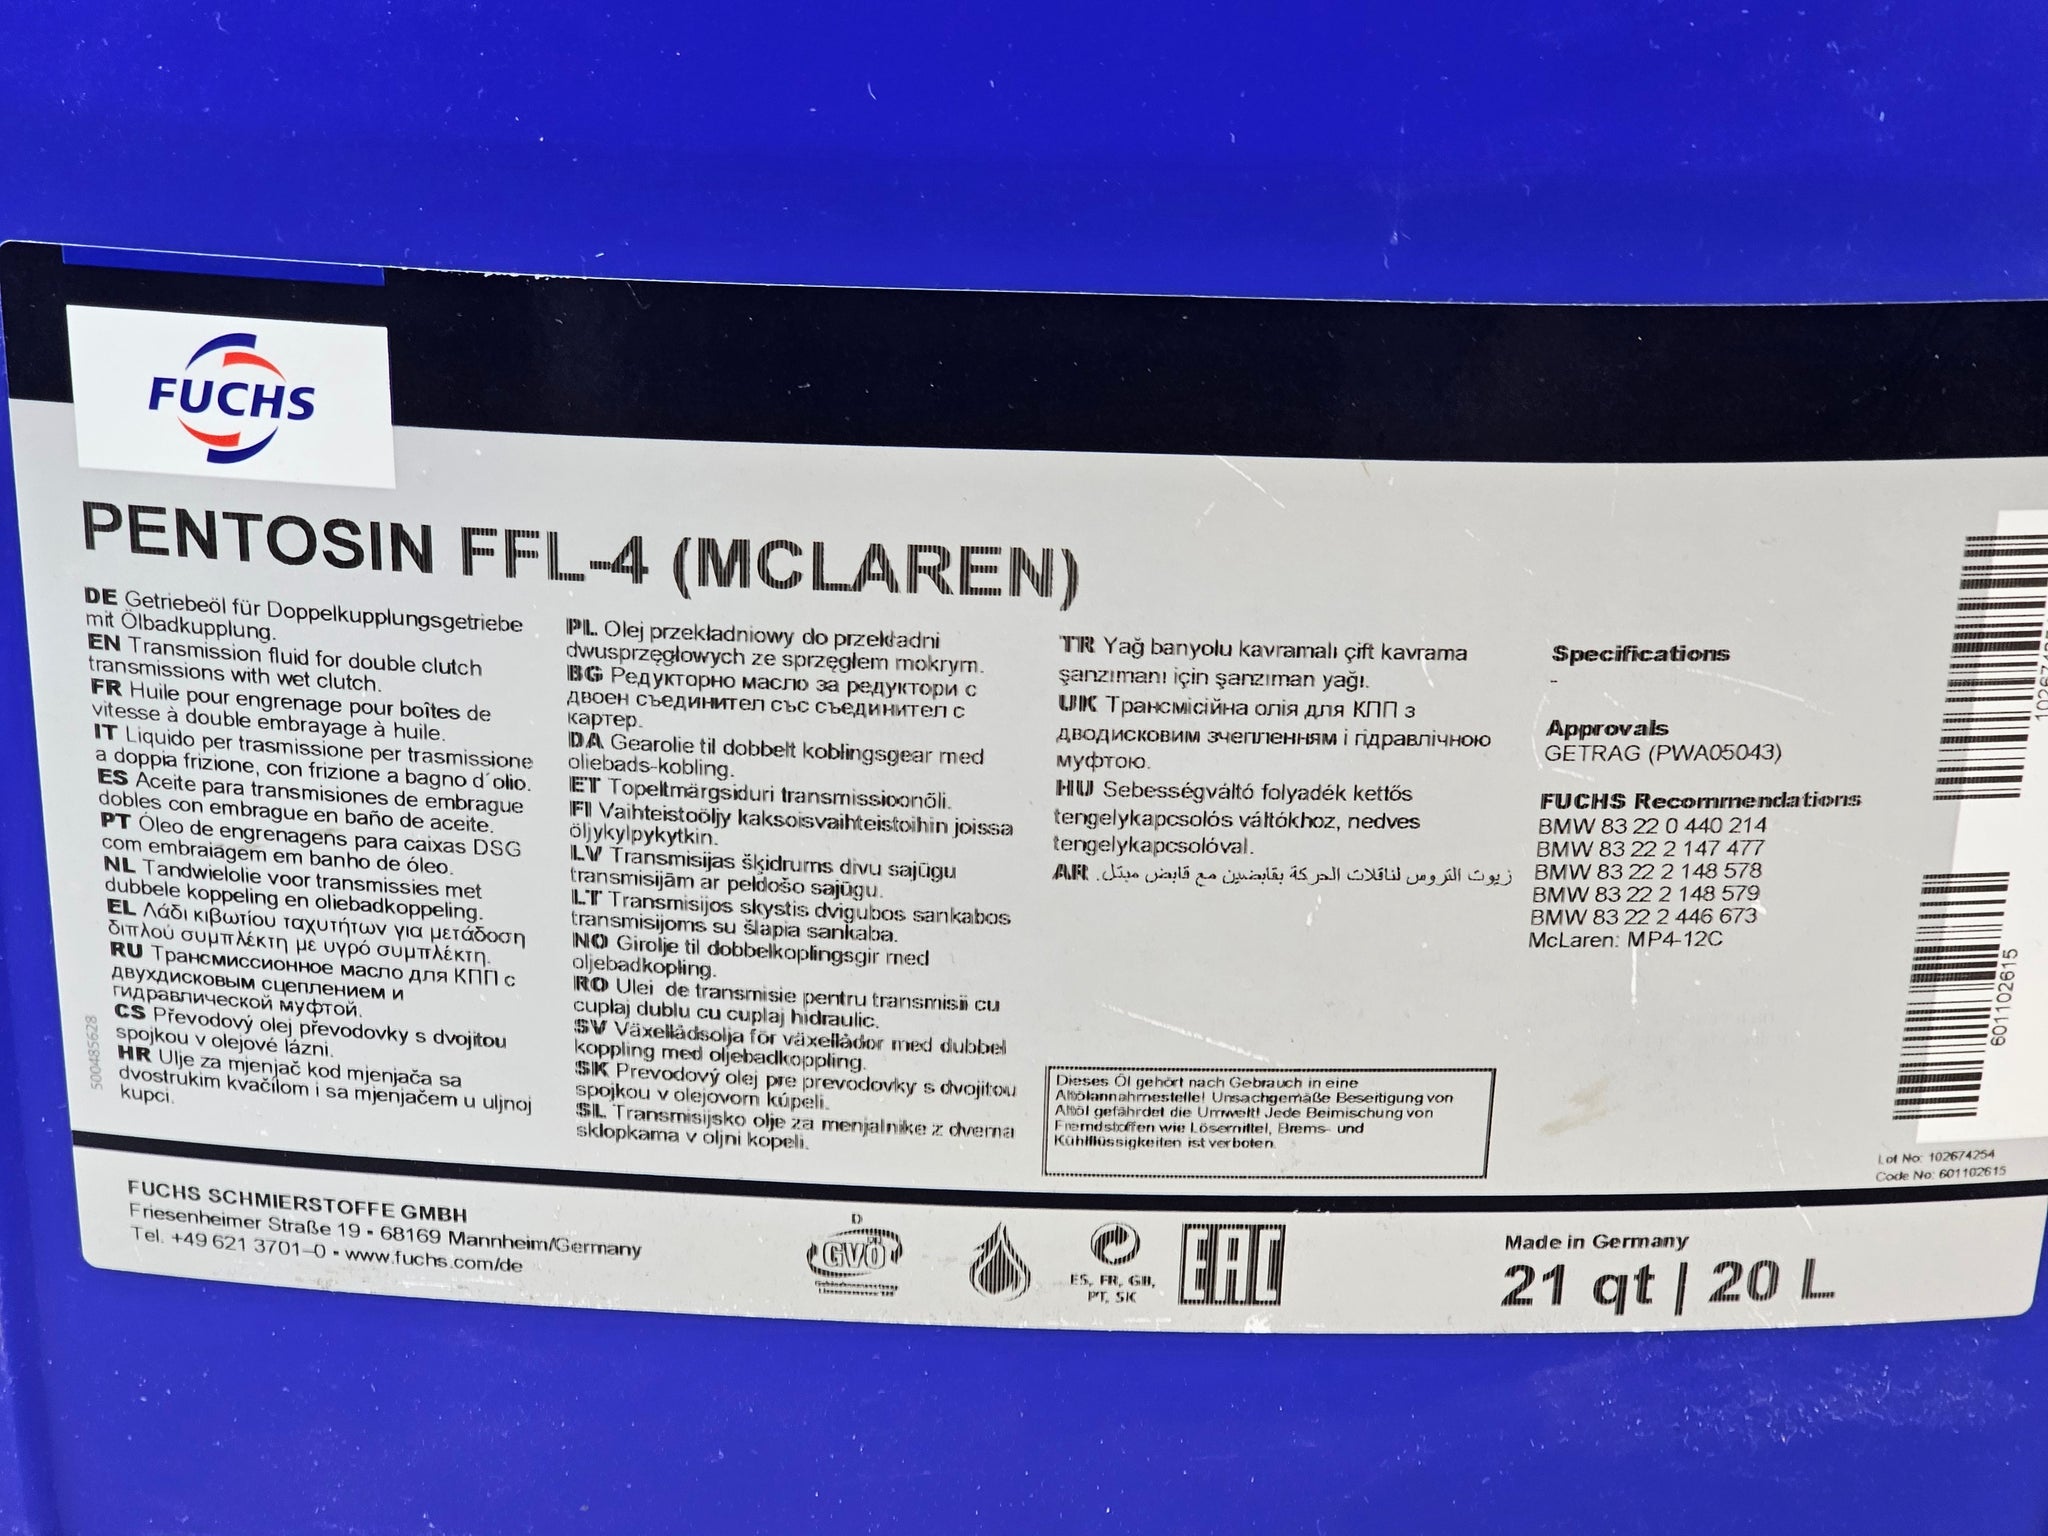 FUCHS
PENTOSIN FFL-4 (MCLAREN)
DE Getriebeöl für Doppelkupplungsgetriebe
mit Ölbadkupplung.
EN Transmission fluid for double clutch
transmissions with wet clutch.
FR Huile pour engrenage pour boîtes de
vitesse à double embrayage à huile.
IT Liquido per trasmissione per trasmissione
a doppia frizione, con frizione a bagno d´olio.
ES Aceite para transmisiones de embrague
dobles con embrague en baño de aceite.
PT Óleo de engrenagens para caixas DSG
com embraiagem em banho de óleo.
NL Tandwielolie voor transmissies met
dubbele koppeling en oliebadkoppeling.
EL Λάδι κιβωτίου ταχυτήτων για μετάδοση
διπλού συμπλέκτη με υγρό συμπλέκτη.
RU Трансмиссионное масло для КПП с
двухдисковым сцеплением и
гидравлической муфтой.
CS Převodový olej převodovky s dvojitou
spojkou v olejové lázni.
HR Ulje za mjenjač kod mjenjača sa
dvostrukim kvačilom i sa mjenjačem u uljnoj
kupci.
500485628
PL Olej przekładniowy do przekładni
dwusprzęgłowych ze sprzęgłem mokrym.
BG Редукторно масло за редуктори с
двоен съединител със съединител с
картер.
DA Gearolie til dobbelt koblingsgear med
oliebads-kobling.
ET Topeltmärgsiduri transmissiooniõli.
FI Vaihteistoöljy kaksoisvaihteistoihin joissa
öljykylpykytkin.
LV Transmisijas šķidrums divu sajūgu
transmisijām ar peldošo sajūgu.
LT Transmisijos skystis dvigubos sankabos
transmisijoms su šlapia sankaba.
NO Girolje til dobbelkoplingsgir med
oljebadkopling.
RO Ulei de transmisie pentru transmisii cu
cuplaj dublu cu cuplaj hidraulic.
SV Växellådsolja för växellådor med dubbel
koppling med oljebadkoppling.
SK Prevodový olej pre prevodovky s dvojitou
spojkou v olejovom kúpeli.
SL Transmisijsko olje za menjalnike z dvema
sklopkama v oljni kopeli.
TR Yağ banyolu kavramalı çift kavrama
şanzımanı için şanzıman yağı.
UK Трансмісійна олія для КПП з
дводисковим зчепленням і гідравлічною
муфтою.
HU Sebességváltó folyadék kettős
tengelykapcsolós váltókhoz, nedves
tengelykapcsolóval.
AR زيوت التروس لناقلات الحركة بقابضين مع قابض مبتل.
Specifications
-
Approvals
GETRAG (PWA05043)
FUCHS Recommendations
BMW 83 22 0 440 214
BMW 83 22 2 147 477
BMW 83 22 2 148 578
BMW 83 22 2 148 579
BMW 83 22 2 446 673
McLaren: MP4-12C
Dieses Öl gehört nach Gebrauch in eine
Altölannahmestelle! Unsachgemäße Beseitigung von
Altöl gefährdet die Umwelt! Jede Beimischung von
Fremdstoffen wie Lösemittel, Brems- und
Kühlflüssigkeiten ist verboten.
601102615
Lot No: 102674254
Code No: 601102615
FUCHS SCHMIERSTOFFE GMBH
Friesenheimer Straße 19 • 68169 Mannheim/Germany
Tel. +49 621 3701–0 • www.fuchs.com/de
D
GVÖ
ES, FR, GB,
PT, SK
EAC
Made in Germany
21 qt | 20 L